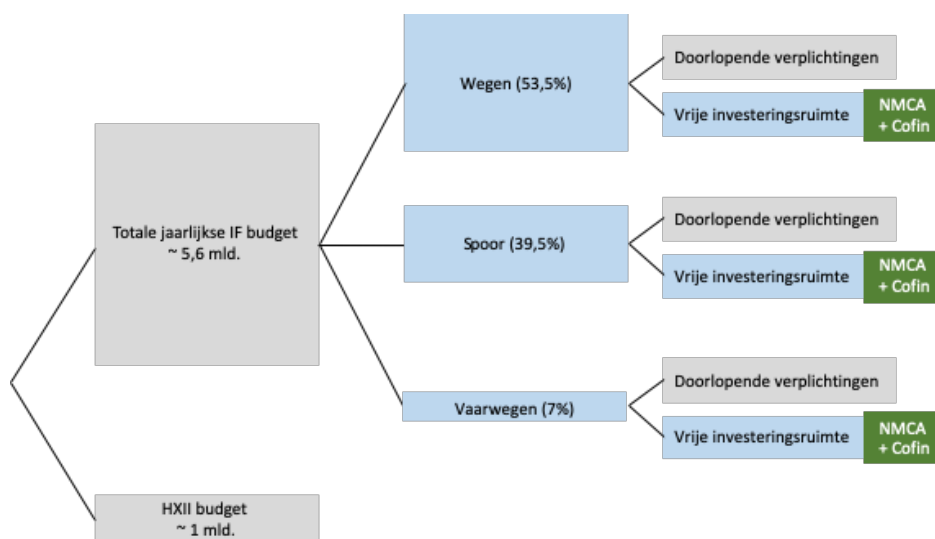 Totale jaarlijkse IF budget
~ 5,6 mld.
HXII budget
~ 1 mld.
Wegen (53,5%)
Doorlopende verplichtingen
Vrije investeringsruimte
NMCA
+ Cofin
Spoor (39,5%)
Doorlopende verplichtingen
Vrije investeringsruimte
NMCA
+ Cofin
Vaarwegen (7%)
Doorlopende verplichtingen
Vrije investeringsruimte
NMCA
+ Cofin